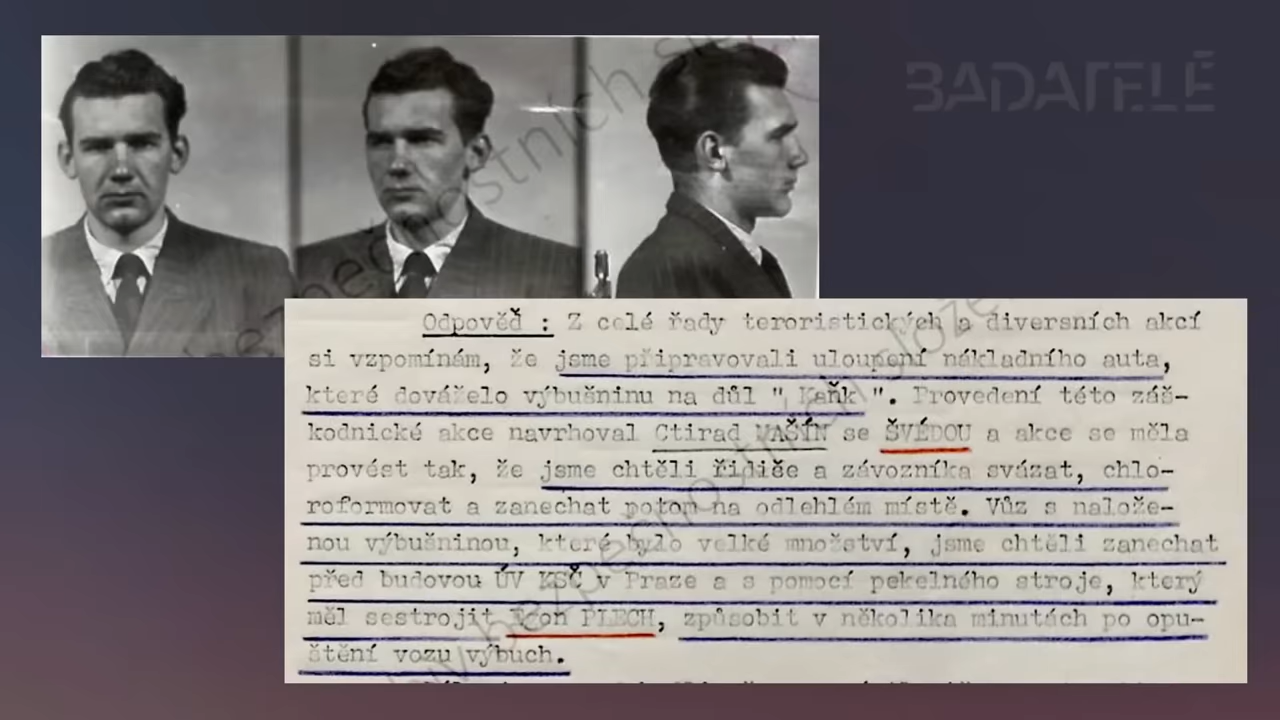 BADATELÉ
bezpečnostních slož
Odpověď : Z celé řady teroristických a diversních akcí
si vzpomínám, že jsme připravovali uloupení nákladního auta,
které dováželo výbušninu na důl " Kaňk ". Provedení této záš-
kodnické akce navrhoval Ctirad MAŠÍN se ŠVÉDOU a akce se měla
provést tak, že jsme chtěli řidiče a závozníka svázat, chlo-
roformovat a zanechat potom na odlehlém místě. Vůz s nalože-
nou výbušninou, které bylo velké množství, jsme chtěli zanechat
před budovou ÚV KSČ v Praze a s pomocí pekelného stroje, který
měl sestrojit Leon PLECH, způsobit v několika minutách po opu-
štění vozu výbuch.